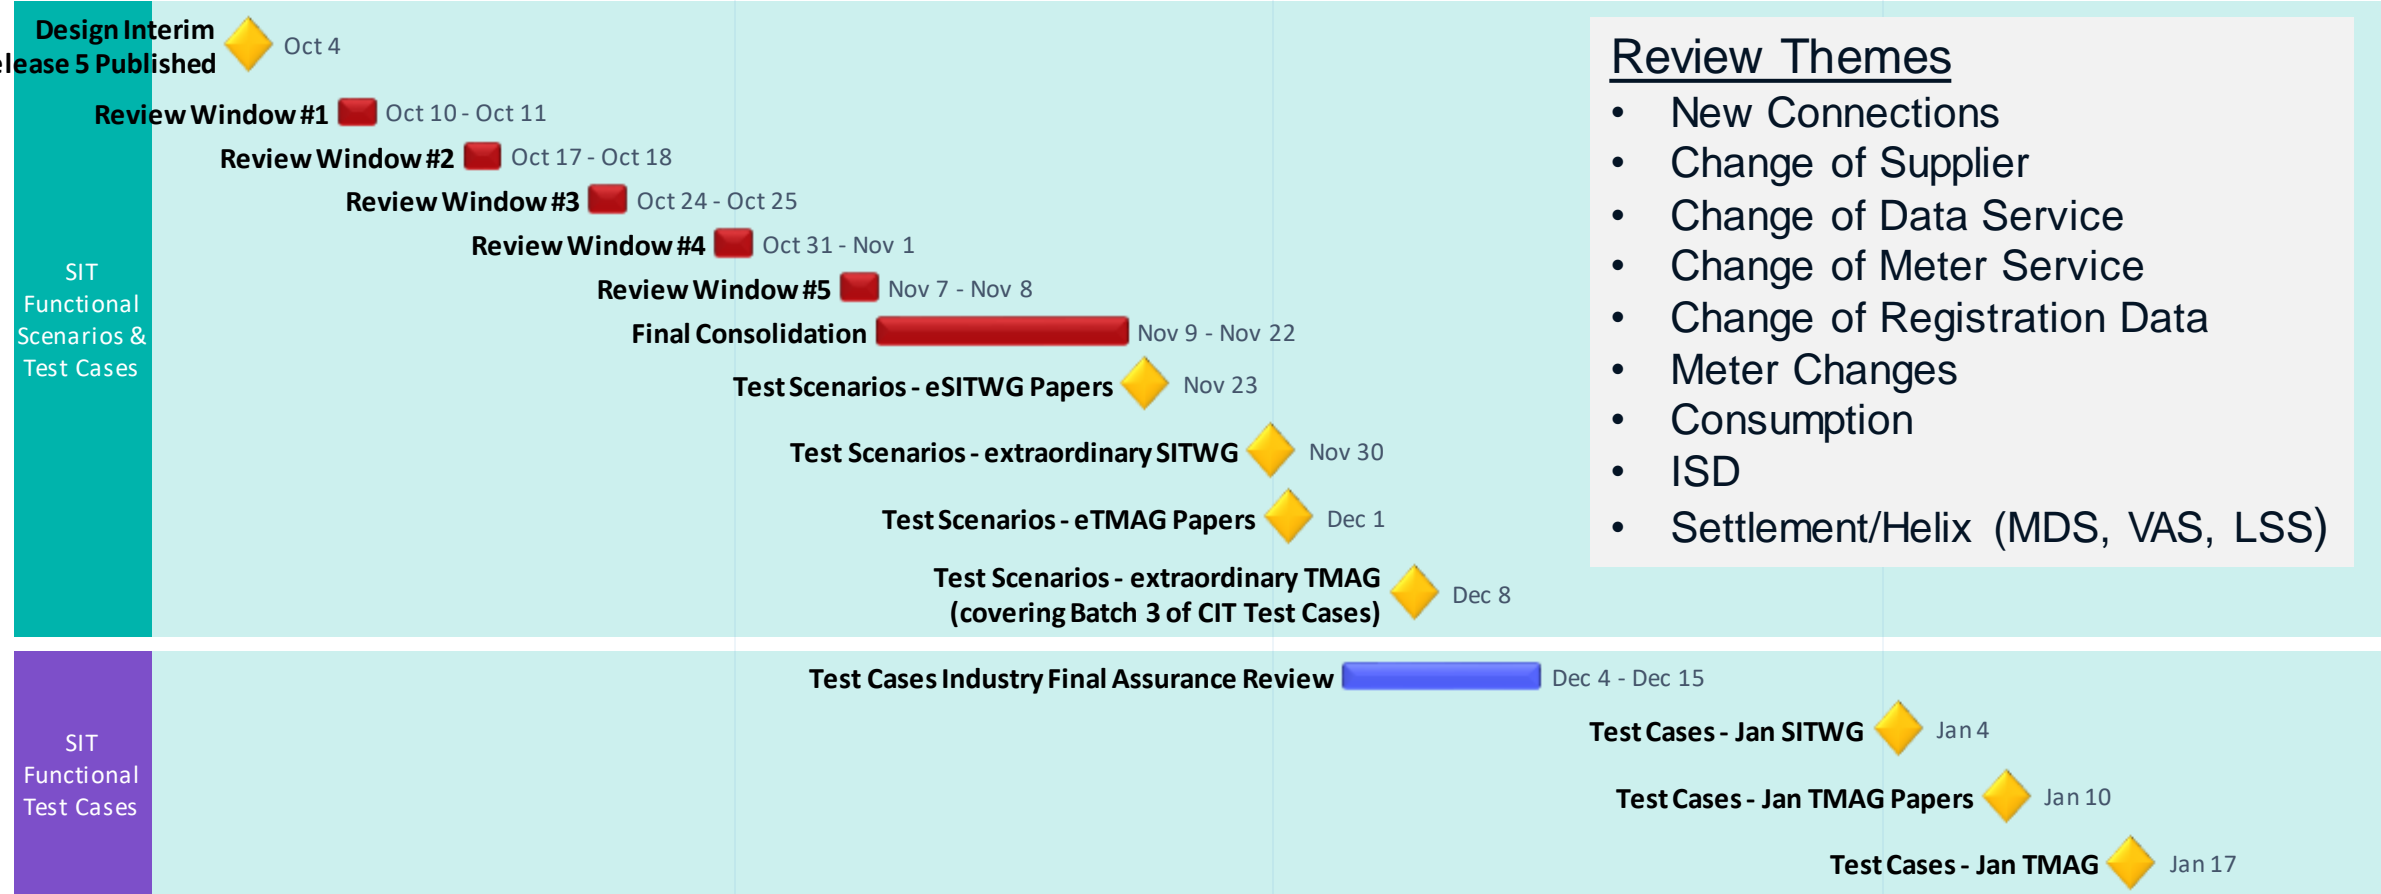 Design Interim
elease 5 Published
Oct 4
Review Window #1
Oct 10 - Oct 11
Review Window #2
Oct 17 - Oct 18
Review Window #3
Oct 24 - Oct 25
Review Window #4
Oct 31 - Nov 1
Review Window #5
Nov 7 - Nov 8
Final Consolidation
Nov 9 - Nov 22
Test Scenarios - eSITWG Papers
Nov 23
Test Scenarios - extraordinary SITWG
Nov 30
Test Scenarios - eTMAG Papers
Dec 1
Test Scenarios - extraordinary TMAG
(covering Batch 3 of CIT Test Cases)
Dec 8
SIT
Functional
Scenarios &
Test Cases
Review Themes
• New Connections
• Change of Supplier
• Change of Data Service
• Change of Meter Service
• Change of Registration Data
• Meter Changes
• Consumption
• ISD
• Settlement/Helix (MDS, VAS, LSS)
SIT
Functional
Test Cases
Test Cases Industry Final Assurance Review
Dec 4 - Dec 15
Test Cases - Jan SITWG
Jan 4
Test Cases - Jan TMAG Papers
Jan 10
Test Cases - Jan TMAG
Jan 17